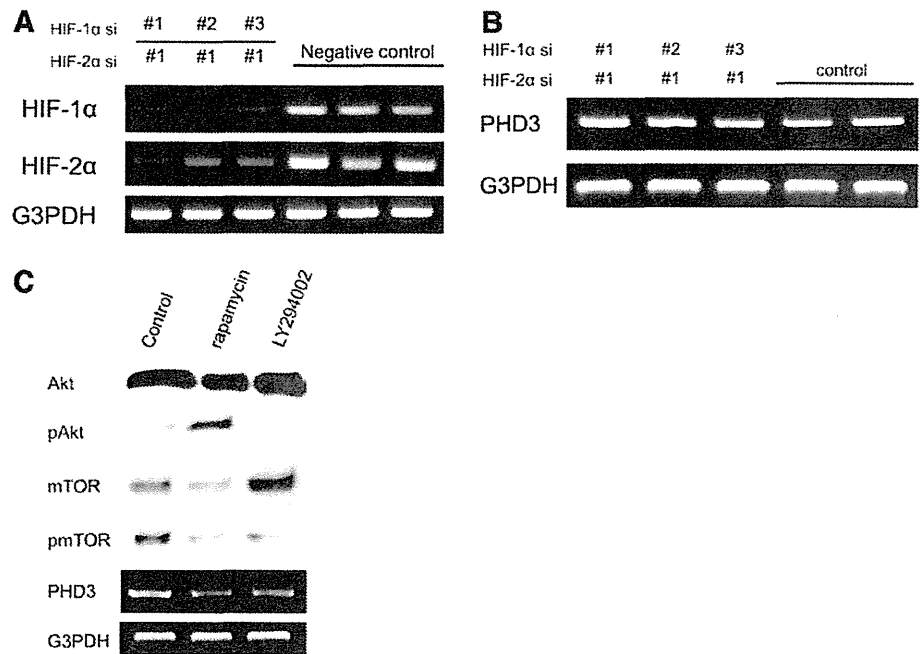 A
HIF-1α si #1 #2 #3
HIF-2α si #1 #1 #1 Negative control
HIF-1α
HIF-2α
G3PDH
B
HIF-1α si #1 #2 #3
HIF-2α si #1 #1 #1 control
PHD3
G3PDH
C
Control rapamycin LY294002
Akt
pAkt
mTOR
pmTOR
PHD3
G3PDH